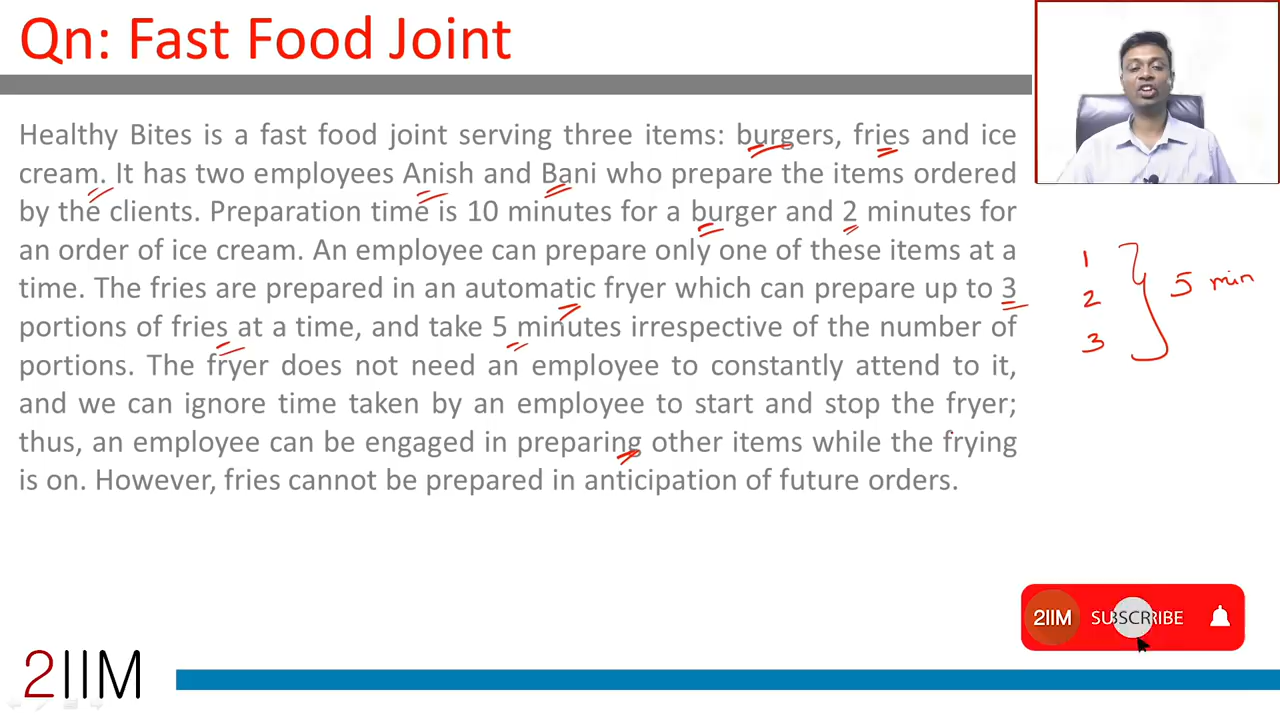 Qn: Fast Food Joint
Healthy Bites is a fast food joint serving three items: burgers, fries and ice
cream. It has two employees Anish and Bani who prepare the items ordered
by the clients. Preparation time is 10 minutes for a burger and 2 minutes for
an order of ice cream. An employee can prepare only one of these items at a
time. The fries are prepared in an automatic fryer which can prepare up to 3
portions of fries at a time, and take 5 minutes irrespective of the number of
portions. The fryer does not need an employee to constantly attend to it,
and we can ignore time taken by an employee to start and stop the fryer;
thus, an employee can be engaged in preparing other items while the frying
is on. However, fries cannot be prepared in anticipation of future orders.
1
2
3
5 min
2IIM SUBSCRIBE
2IIM